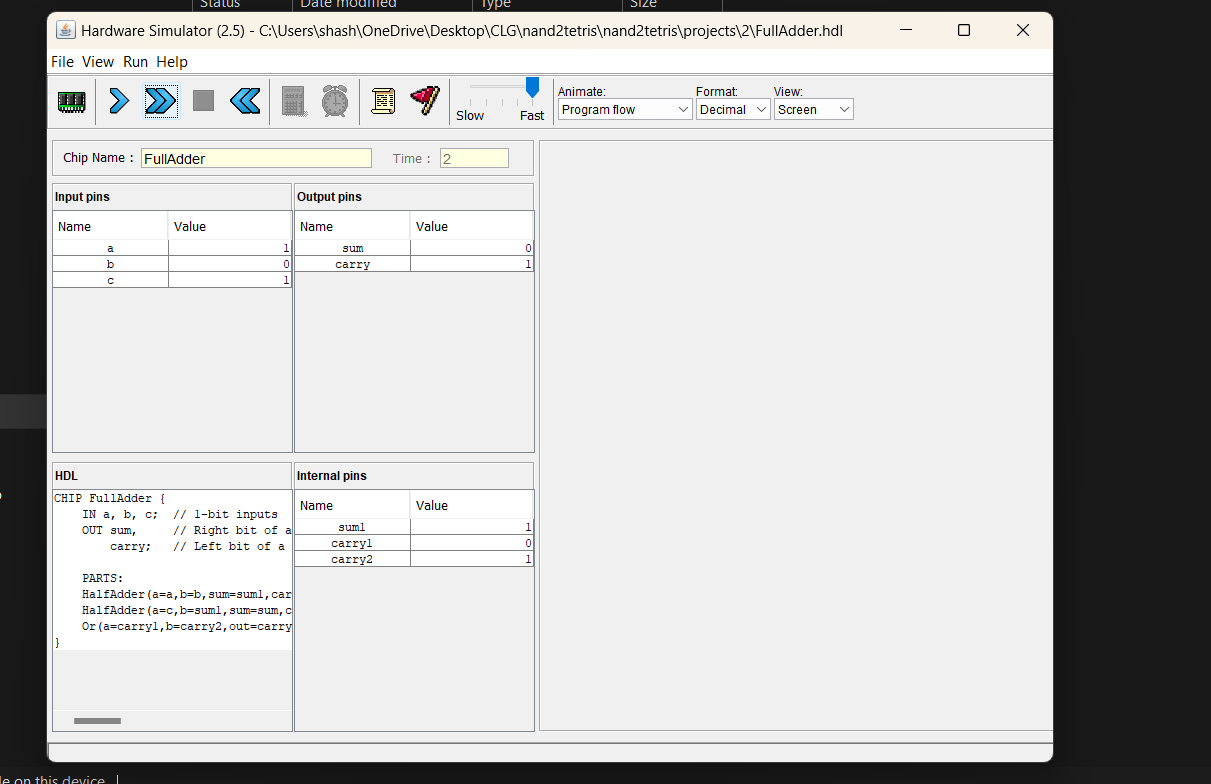 Status Date modified Type Size
Hardware Simulator (2.5) - C:\Users\shash\OneDrive\Desktop\CLG\nand2tetris\nand2tetris\projects\2\FullAdder.hdl
File View Run Help
Slow Fast
Animate: Format: View:
Program flow Decimal Screen
Chip Name : FullAdder Time : 2
Input pins
Name Value
a 1
b 0
c 1
Output pins
Name Value
sum 0
carry 1
HDL
CHIP FullAdder {
IN a, b, c; // 1-bit inputs
OUT sum, // Right bit of a
carry; // Left bit of a
PARTS:
HalfAdder(a=a,b=b,sum=sum1,car
HalfAdder(a=c,b=sum1,sum=sum,c
Or(a=carry1,b=carry2,out=carry
}
Internal pins
Name Value
sum1 1
carry1 0
carry2 1
on this device